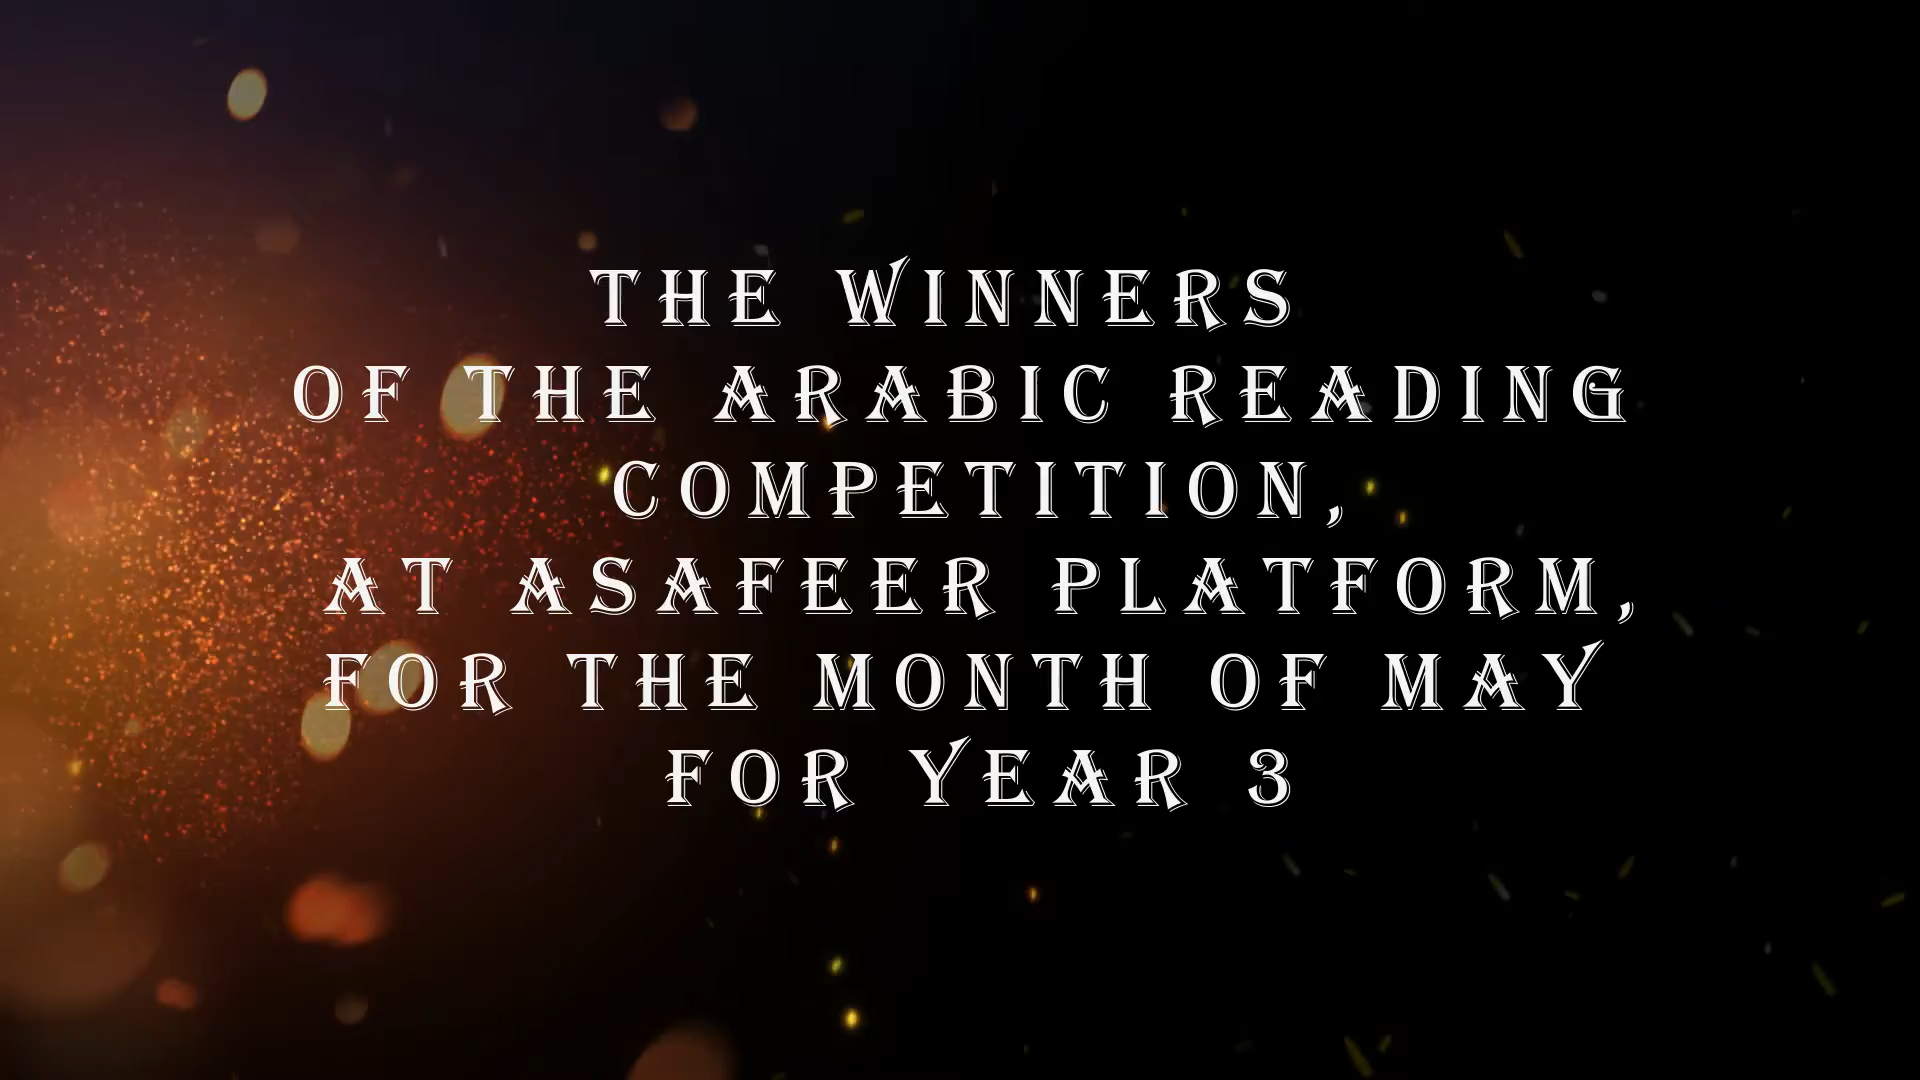 THE WINNERS
OF THE ARABIC READING
COMPETITION,
AT ASAFEER PLATFORM,
FOR THE MONTH OF MAY
FOR YEAR 3